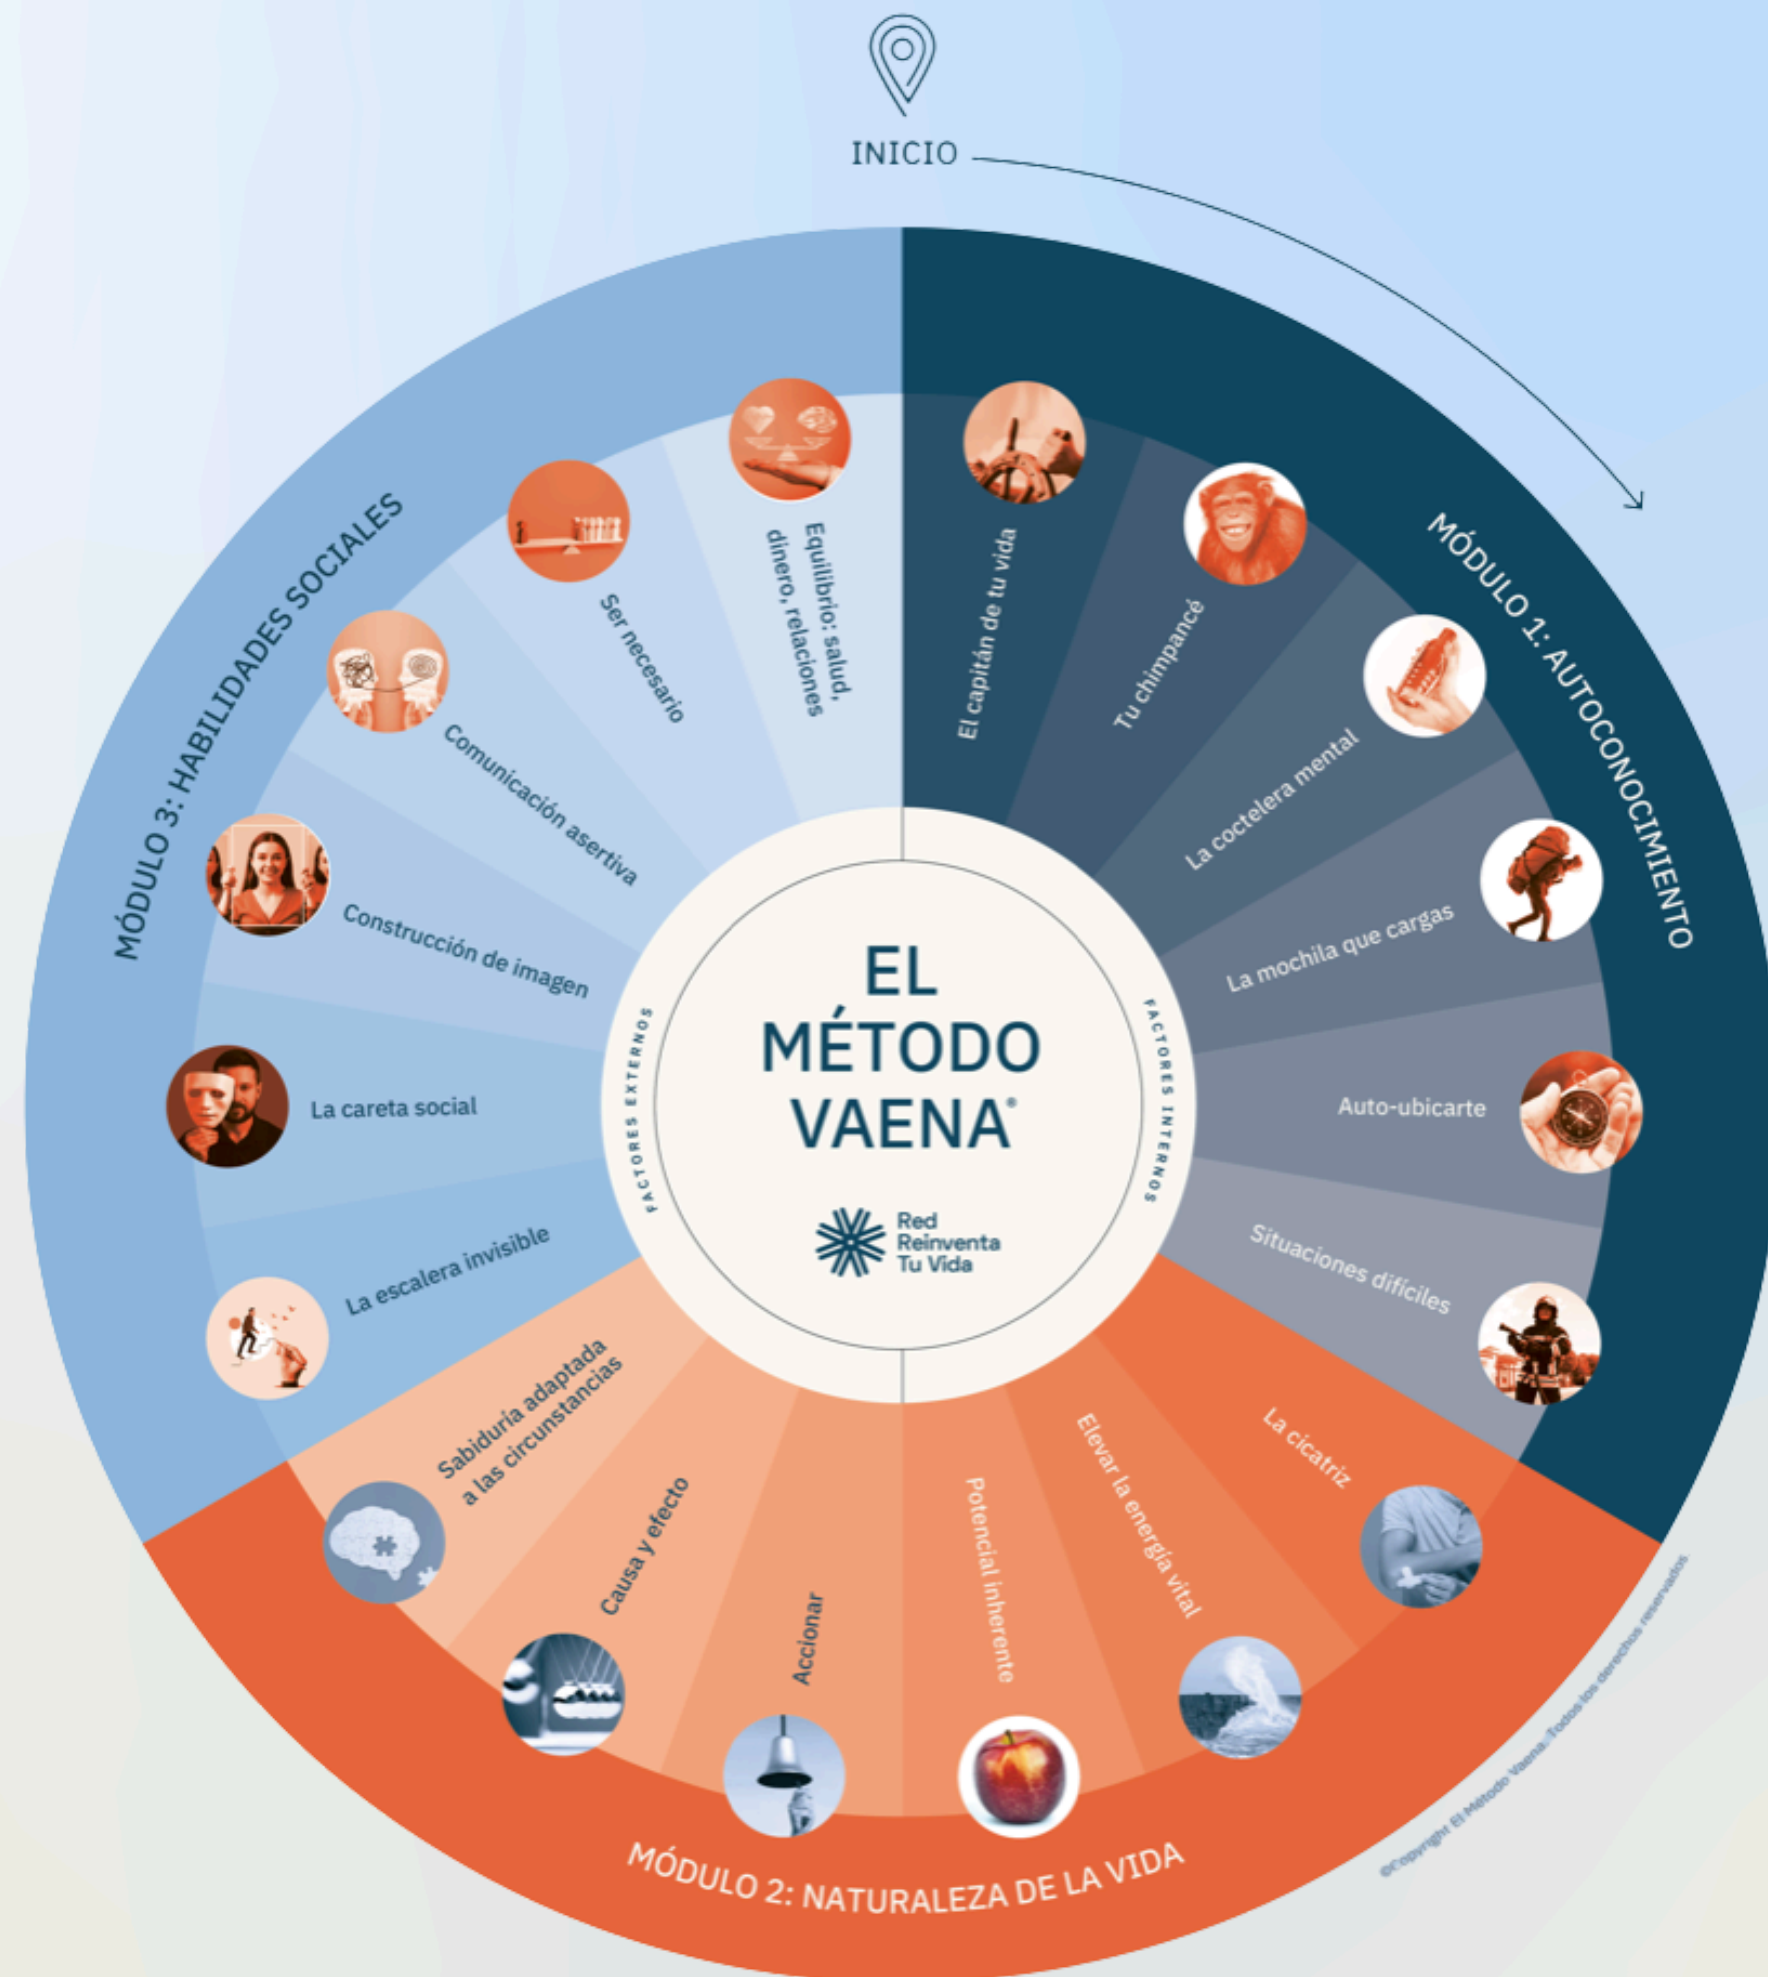 INICIO
MÓDULO 1: AUTOCONOCIMIENTO
El capitán de tu vida
Tu chimpancé
La coctelera mental
La mochila que cargas
Auto-ubicarte
Situaciones difíciles
MÓDULO 2: NATURALEZA DE LA VIDA
La cicatriz
Elevar la energía vital
Potencial inherente
Accionar
Causa y efecto
Sabiduría adaptada
a las circunstancias
MÓDULO 3: HABILIDADES SOCIALES
La escalera invisible
La careta social
Construcción de imagen
Comunicación asertiva
Ser necesario
Equilibrio: salud,
dinero, relaciones
FACTORES EXTERNOS
FACTORES INTERNOS
EL
MÉTODO
VAENA®
Red
Reinventa
Tu Vida
©Copyright El Método Vaena. Todos los derechos reservados